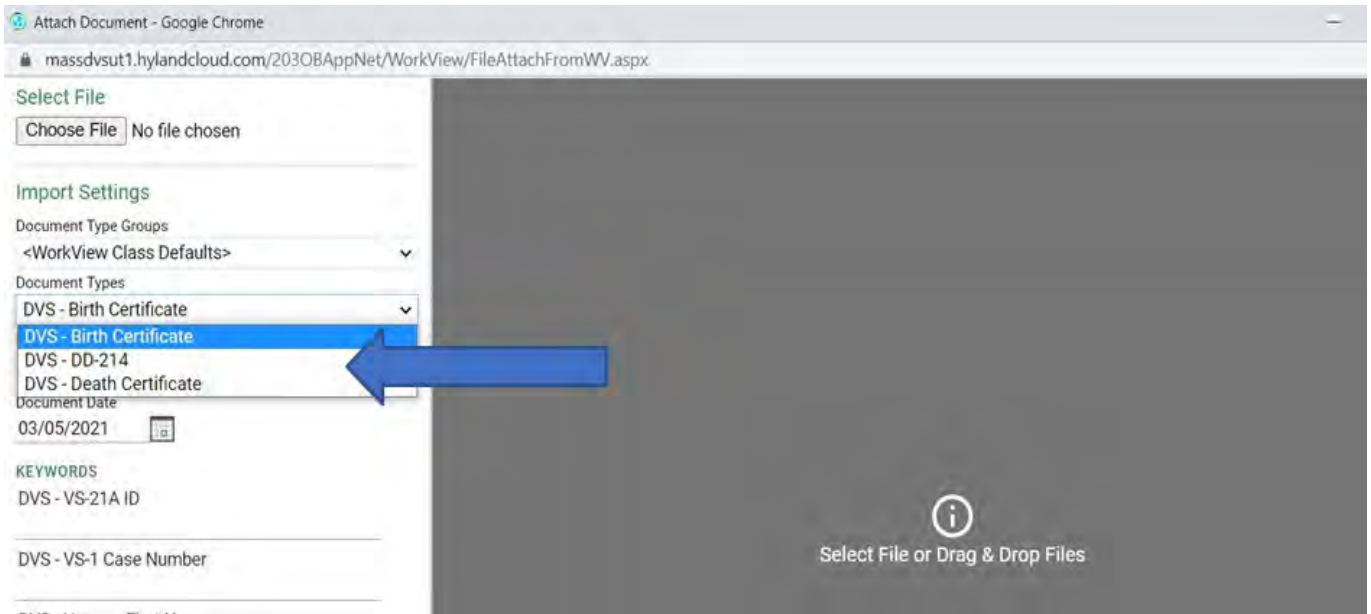 Attach Document - Google Chrome
massdvsut1.hylandcloud.com/203OBAppNet/WorkView/FileAttachFromWV.aspx
Select File
Choose File No file chosen
Import Settings
Document Type Groups
<WorkView Class Defaults>
Document Types
DVS - Birth Certificate
DVS - Birth Certificate
DVS - DD-214
DVS - Death Certificate
Document Date
03/05/2021
KEYWORDS
DVS - VS-21A ID
DVS - VS-1 Case Number
Select File or Drag & Drop Files